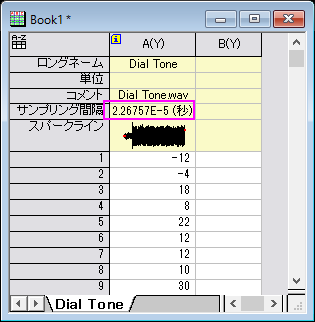 Book1 *
A(Y) B(Y)
ロングネーム Dial Tone
単位
コメント Dial Tone.wav
サンプリング間隔 2.26757E-5 (秒)
スパークライン
1 -12
2 -4
3 18
4 8
5 22
6 12
7 12
8 10
9 30
Dial Tone